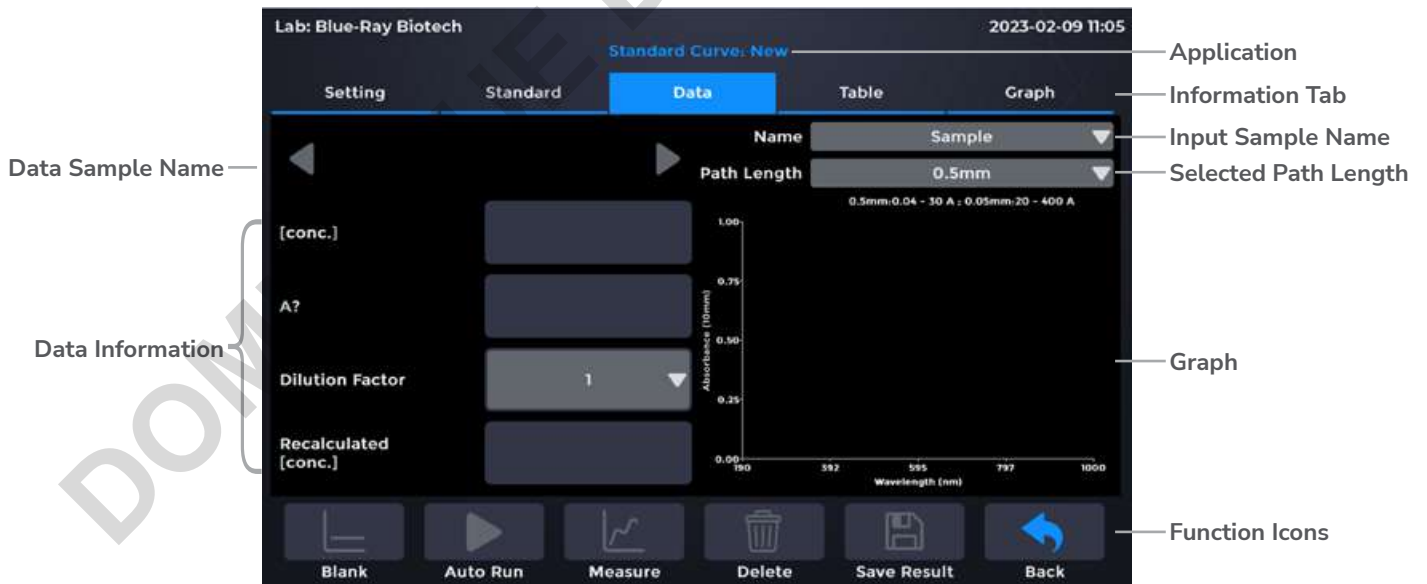 Lab: Blue-Ray Biotech
2023-02-09 11:05
Standard Curve: New
Application
Setting
Standard
Data
Table
Graph
Information Tab
Name
Sample
Input Sample Name
Data Sample Name
Path Length
0.5mm
Selected Path Length
0.5mm:0.04 - 30 A ; 0.05mm:20 - 400 A
[conc.]
A?
Dilution Factor
1
Recalculated
[conc.]
Data Information
1.00
0.75
0.50
0.25
0.00
Absorbance (10mm)
190
392
595
797
1000
Wavelength (nm)
Graph
Blank
Auto Run
Measure
Delete
Save Result
Back
Function Icons